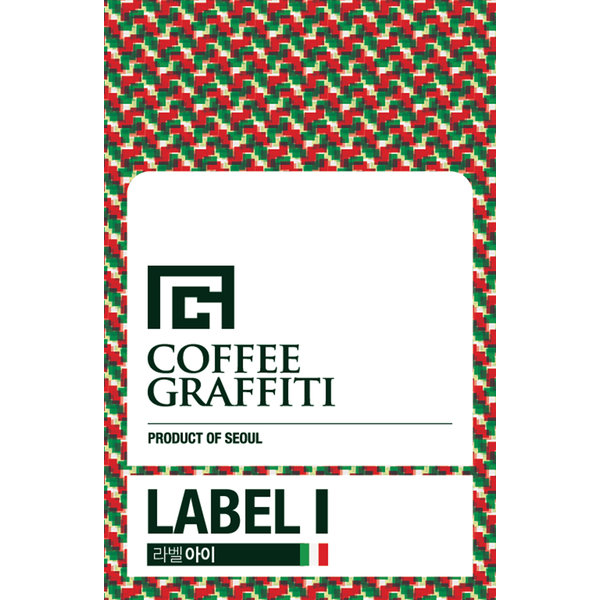 COFFEE
GRAFFITI
PRODUCT OF SEOUL
LABEL I
라벨아이